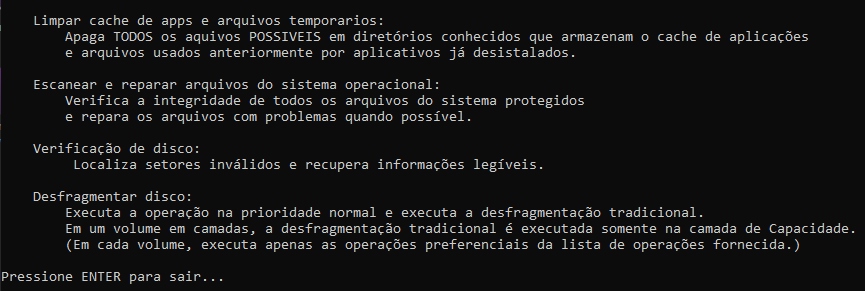 Limpar cache de apps e arquivos temporarios:
Apaga TODOS os aquivos POSSIVEIS em diretórios conhecidos que armazenam o cache de aplicações
e arquivos usados anteriormente por aplicativos já desistalados.
Escanear e reparar arquivos do sistema operacional:
Verifica a integridade de todos os arquivos do sistema protegidos
e repara os arquivos com problemas quando possível.
Verificação de disco:
Localiza setores inválidos e recupera informações legíveis.
Desfragmentar disco:
Executa a operação na prioridade normal e executa a desfragmentação tradicional.
Em um volume em camadas, a desfragmentação tradicional é executada somente na camada de Capacidade.
(Em cada volume, executa apenas as operações preferenciais da lista de operações fornecida.)
Pressione ENTER para sair...